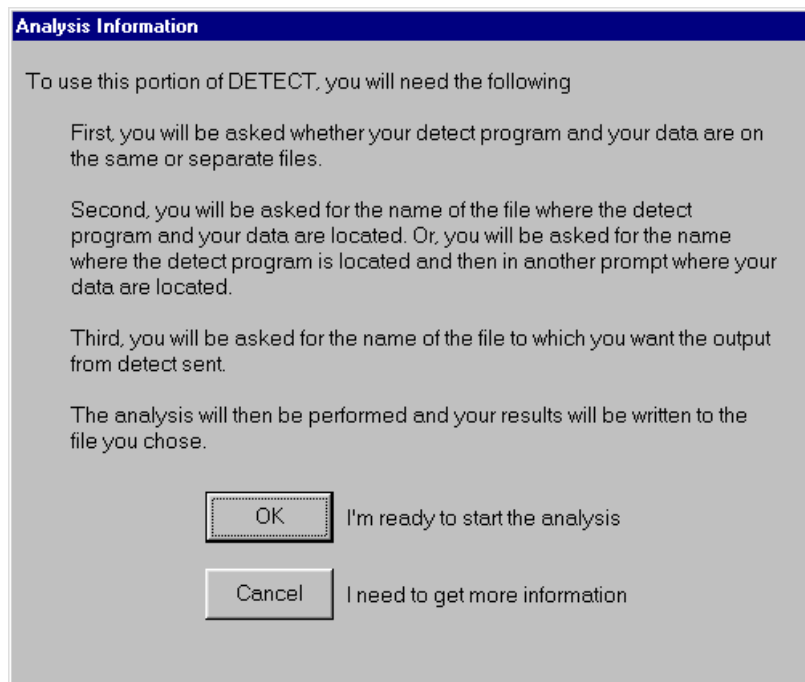 Analysis Information
To use this portion of DETECT, you will need the following
First, you will be asked whether your detect program and your data are on
the same or separate files.
Second, you will be asked for the name of the file where the detect
program and your data are located. Or, you will be asked for the name
where the detect program is located and then in another prompt where your
data are located.
Third, you will be asked for the name of the file to which you want the output
from detect sent.
The analysis will then be performed and your results will be written to the
file you chose.
OK I'm ready to start the analysis
Cancel I need to get more information